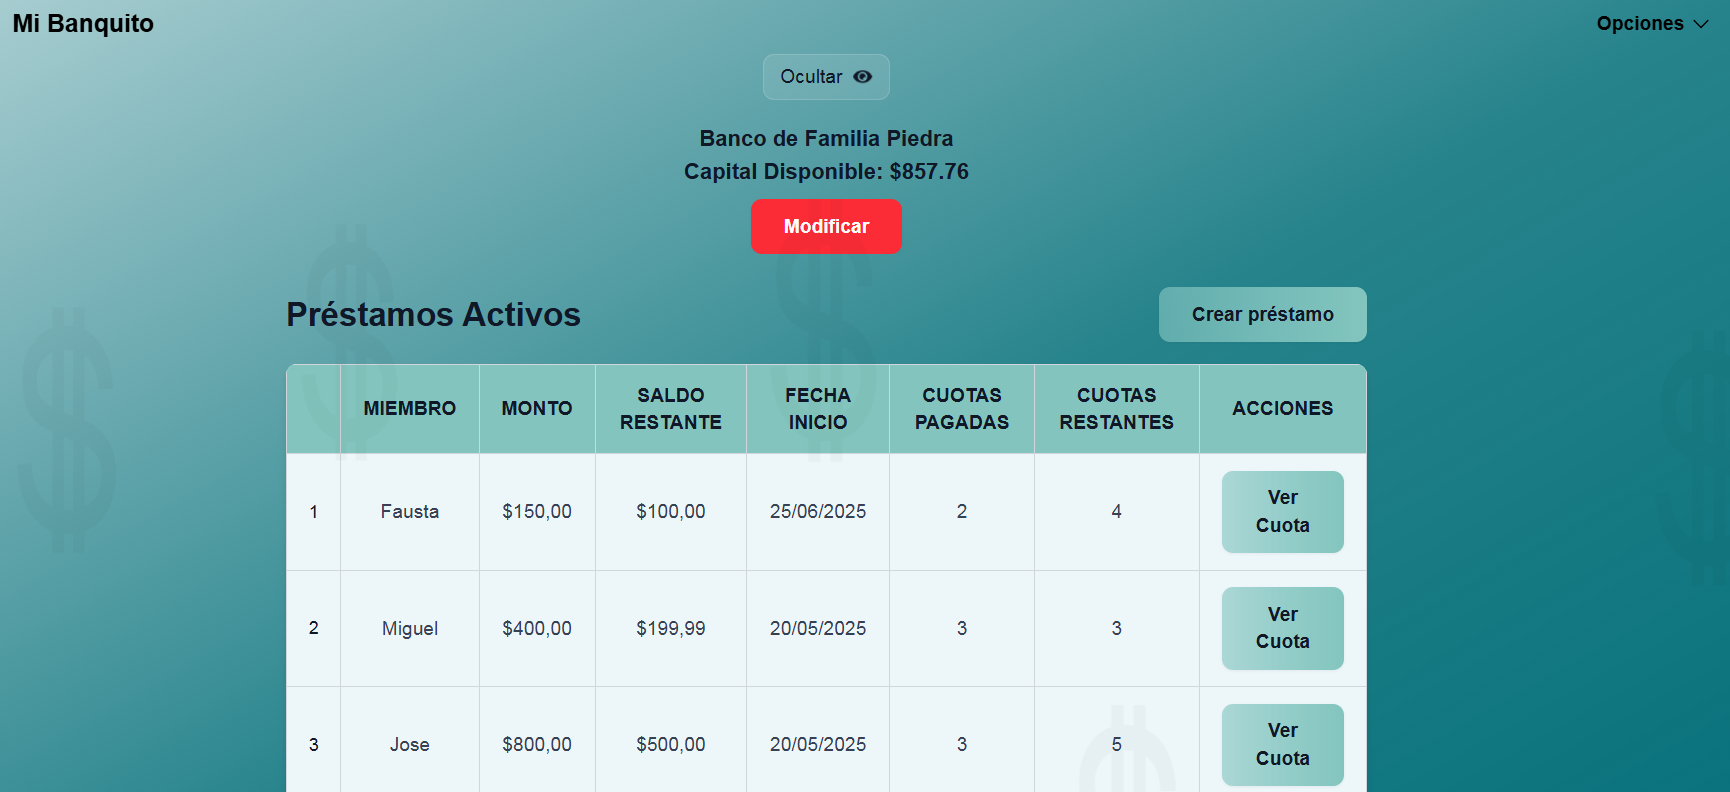 Mi Banquito
Opciones
Ocultar
Banco de Familia Piedra
Capital Disponible: $857.76
Modificar
Préstamos Activos
Crear préstamo
MIEMBRO MONTO SALDO RESTANTE FECHA INICIO CUOTAS PAGADAS CUOTAS RESTANTES ACCIONES
1 Fausta $150,00 $100,00 25/06/2025 2 4 Ver Cuota
2 Miguel $400,00 $199,99 20/05/2025 3 3 Ver Cuota
3 Jose $800,00 $500,00 20/05/2025 3 5 Ver Cuota